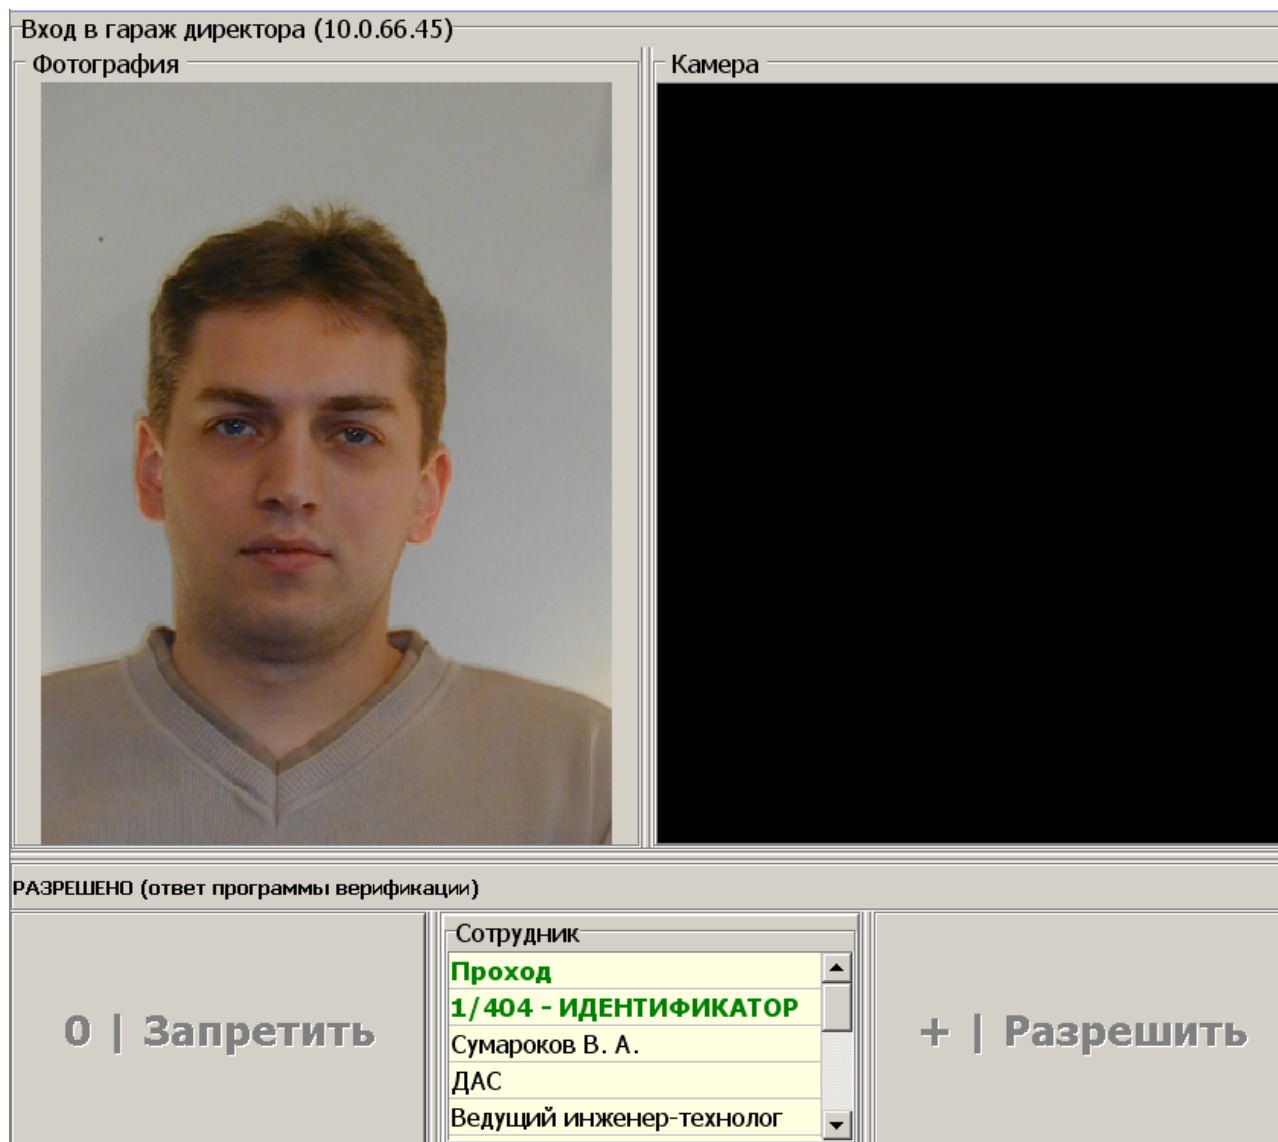 Вход в гараж директора (10.0.66.45)
Фотография
Камера
РАЗРЕШЕНО (ответ программы верификации)
0 | Запретить
Сотрудник
Проход
1/404 - ИДЕНТИФИКАТОР
Сумароков В. А.
ДАС
Ведущий инженер-технолог
+ | Разрешить